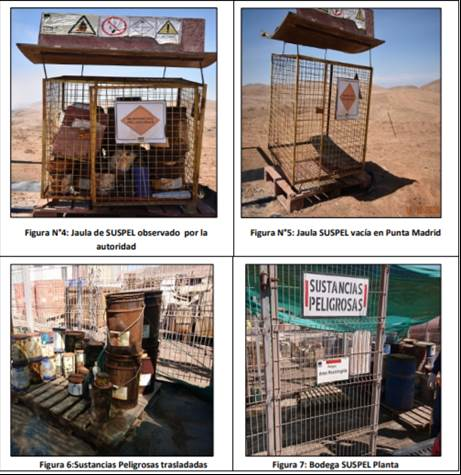 Figura N°4: Jaula de SUSPEL observado por la
autoridad
Figura N°5: Jaula SUSPEL vacía en Punta Madrid
SUSTANCIAS
PELIGROSAS
Figura 6:Sustancias Peligrosas trasladadas
Figura 7: Bodega SUSPEL Planta